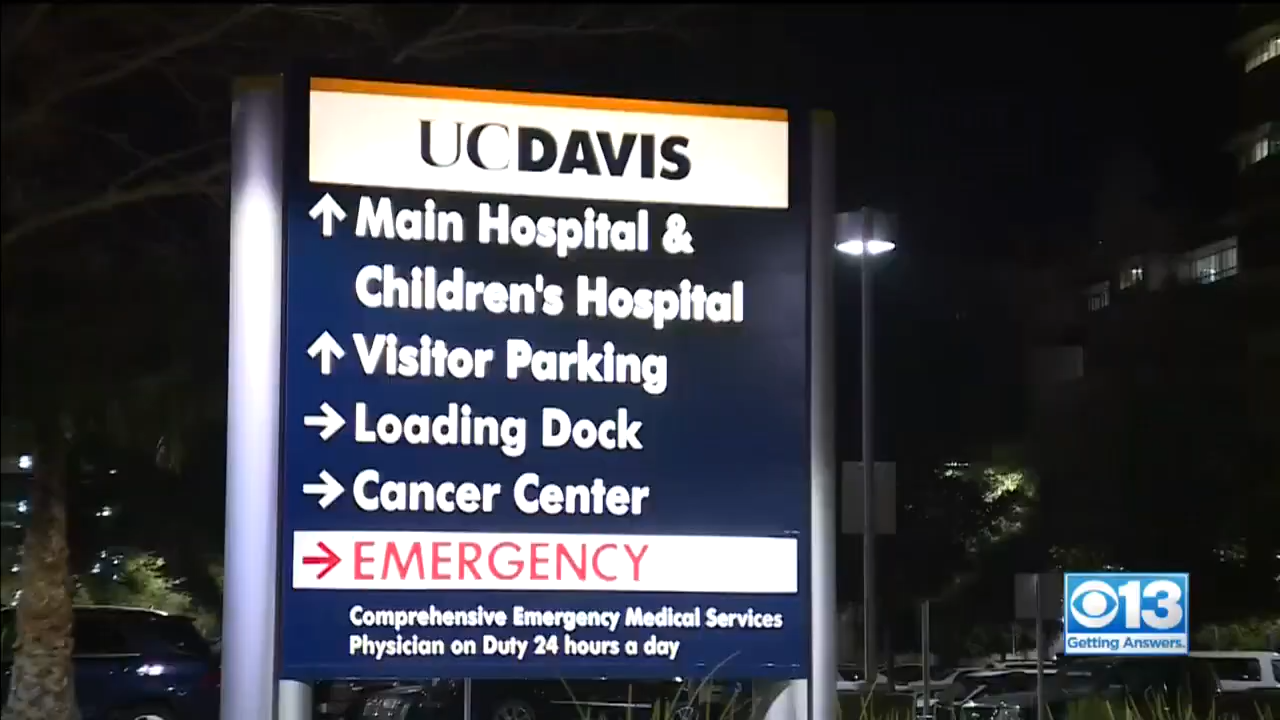 UCDAVIS
↑ Main Hospital &
Children's Hospital
↑ Visitor Parking
→ Loading Dock
→ Cancer Center
→ EMERGENCY
Comprehensive Emergency Medical Services
Physician on Duty 24 hours a day
13
Getting Answers.